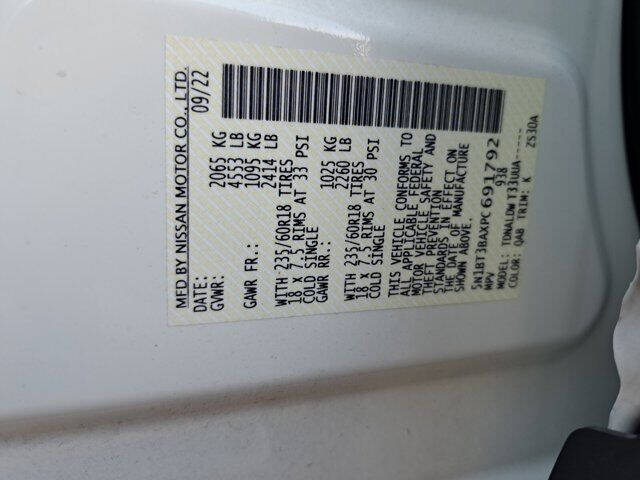 MFD BY NISSAN MOTOR CO., LTD.
DATE: 09/22
GVWR: 2065 KG
4553 LB
GAWR FR: 1095 KG
2414 LB
WITH 235/60R18 TIRES
18 X 7.5 RIMS AT 33 PSI
COLD SINGLE
GAWR RR: 1025 KG
2260 LB
WITH 235/60R18 TIRES
18 X 7.5 RIMS AT 30 PSI
COLD SINGLE
THIS VEHICLE CONFORMS TO
ALL APPLICABLE FEDERAL
MOTOR VEHICLE SAFETY AND
THEFT PREVENTION
STANDARDS IN EFFECT ON
THE DATE OF MANUFACTURE
SHOWN ABOVE.
5N1BT3BAXPC691792
MPV 938
MODEL: TDNALDW T33UUA-----
COLOR: QAB TRIM: K ZS30A